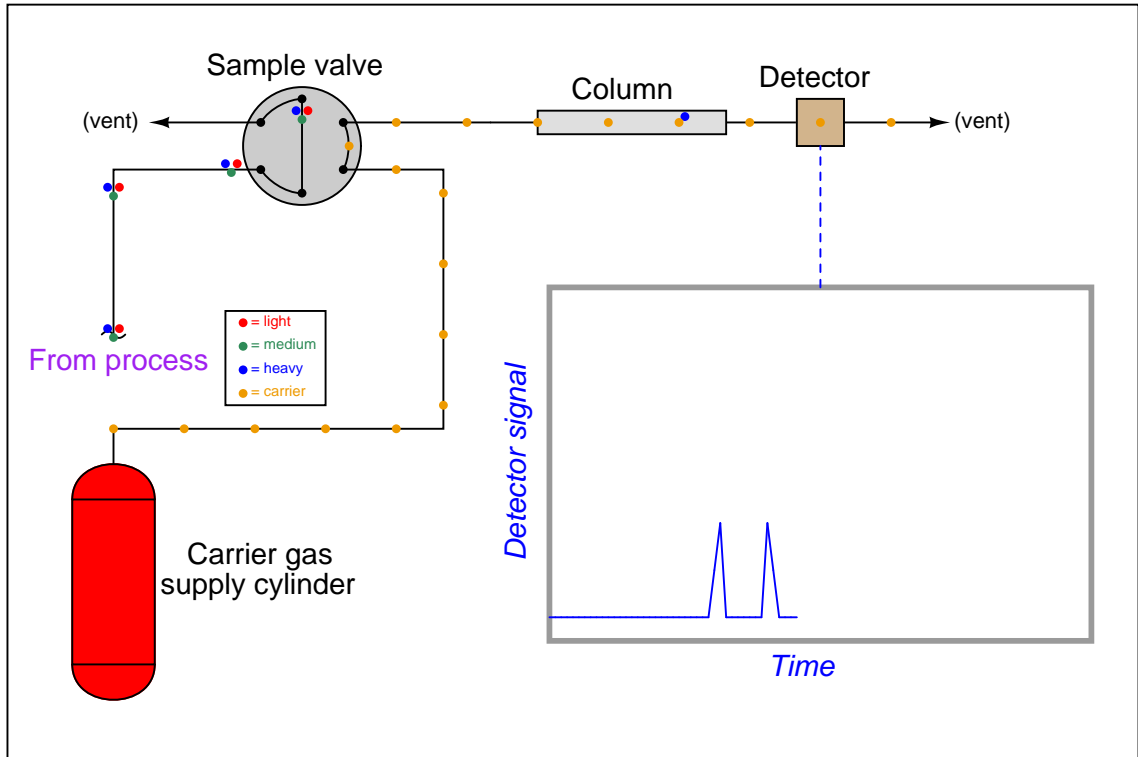 Sample valve
Column
Detector
(vent)
(vent)
= light
= medium
= heavy
= carrier
From process
Detector signal
Carrier gas
supply cylinder
Time